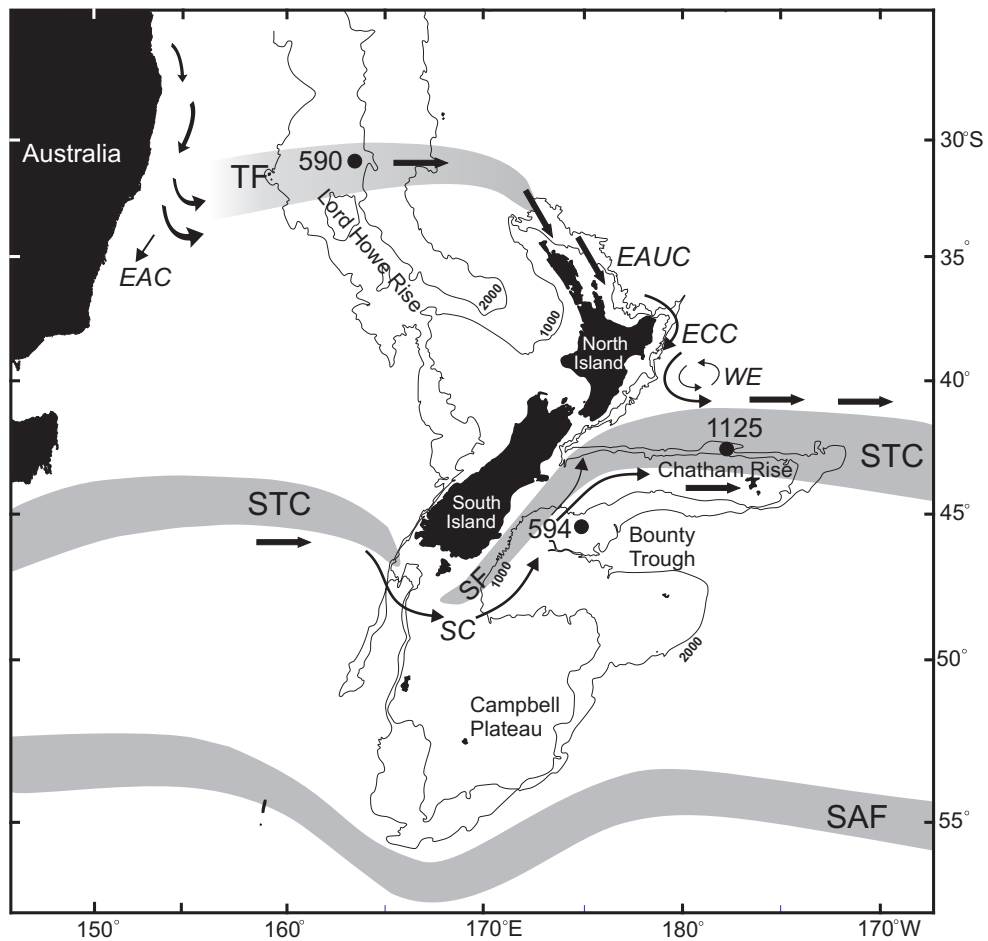 30°S
Australia
TF
590
Lord Howe Rise
EAUC
35°
EAC
2000
1000
ECC
North
Island
WE
40°
1125
STC
Chatham Rise
STC
South
Island
594
45°
Bounty
Trough
SF
1000
SC
2000
50°
Campbell
Plateau
SAF
55°
150°
160°
170°E
180°
170°W